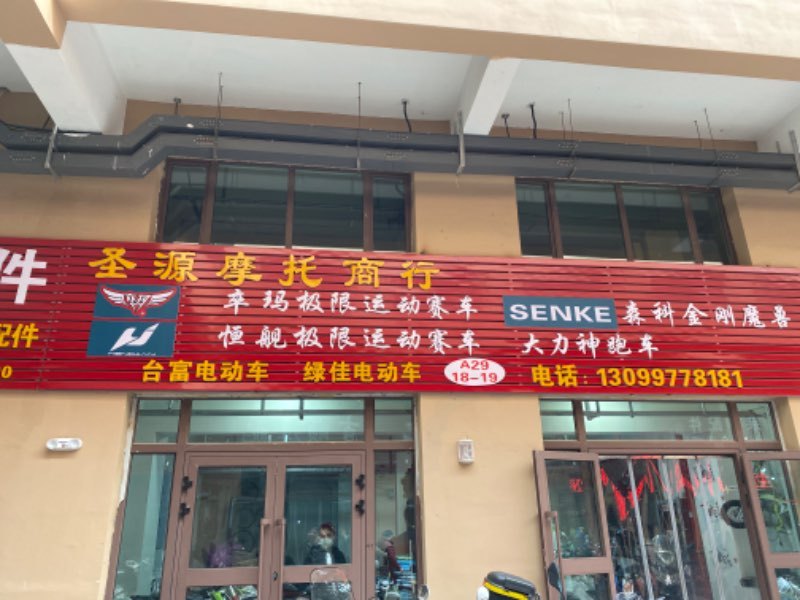 件
配件
0
圣源摩托商行
卒玛极限运动赛车
恒舰极限运动赛车
SENKE 森科金刚魔兽
大力神跑车
台富电动车 绿佳电动车
A29
18-19
电话：13099778181